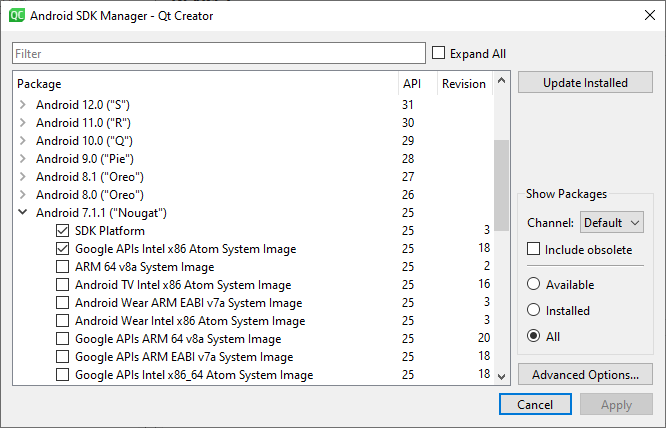 QC Android SDK Manager - Qt Creator
Filter Expand All
Package API Revision Update Installed
Android 12.0 ("S") 31
Android 11.0 ("R") 30
Android 10.0 ("Q") 29
Android 9.0 ("Pie") 28
Android 8.1 ("Oreo") 27
Android 8.0 ("Oreo") 26
Android 7.1.1 ("Nougat") 25
SDK Platform 25 3
Google APIs Intel x86 Atom System Image 25 18
ARM 64 v8a System Image 25 2
Android TV Intel x86 Atom System Image 25 16
Android Wear ARM EABI v7a System Image 25 3
Android Wear Intel x86 Atom System Image 25 3
Google APIs ARM 64 v8a System Image 25 20
Google APIs ARM EABI v7a System Image 25 18
Google APIs Intel x86_64 Atom System Image 25 18
Show Packages
Channel: Default
Include obsolete
Available
Installed
All
Advanced Options...
Cancel Apply